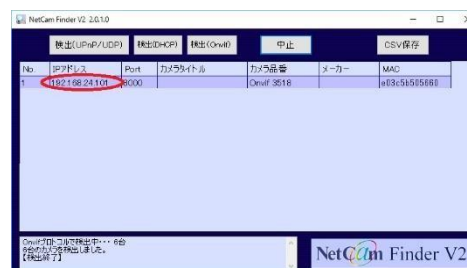 NetCam Finder V2 2.0.1.0
検出(UPnP/UDP) 検出(DHCP) 検出(Onvif) 中止 CSV保存
No. IPアドレス Port カメラタイトル カメラ品番 メーカー MAC
1 192.168.24.101 8000 Onvif 3518 e03c5b505660
Onvifプロトコルで検出中・・・ 6台
6台のカメラを検出しました。
【検出終了】
NetCam Finder V2